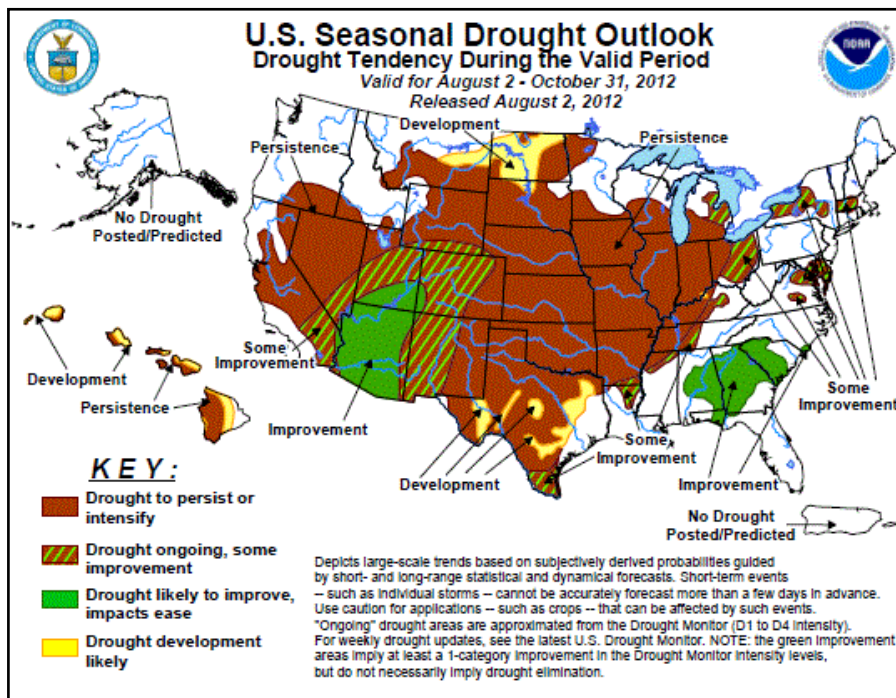 U.S. Seasonal Drought Outlook
Drought Tendency During the Valid Period
Valid for August 2 - October 31, 2012
Released August 2, 2012
DEPARTMENT OF COMMERCE
UNITED STATES OF AMERICA
NOAA
Development
Persistence
Persistence
No Drought
Posted/Predicted
Some
Improvement
Development
Persistence
Improvement
Some
Improvement
Some
Improvement
Development
Improvement
No Drought
Posted/Predicted
KEY:
Drought to persist or
intensify
Drought ongoing, some
improvement
Drought likely to improve,
impacts ease
Drought development
likely
Depicts large-scale trends based on subjectively derived probabilities guided
by short- and long-range statistical and dynamical forecasts. Short-term events
-- such as individual storms -- cannot be accurately forecast more than a few days in advance.
Use caution for applications -- such as crops -- that can be affected by such events.
"Ongoing" drought areas are approximated from the Drought Monitor (D1 to D4 intensity).
For weekly drought updates, see the latest U.S. Drought Monitor. NOTE: the green improvement
areas imply at least a 1-category improvement in the Drought Monitor intensity levels,
but do not necessarily imply drought elimination.